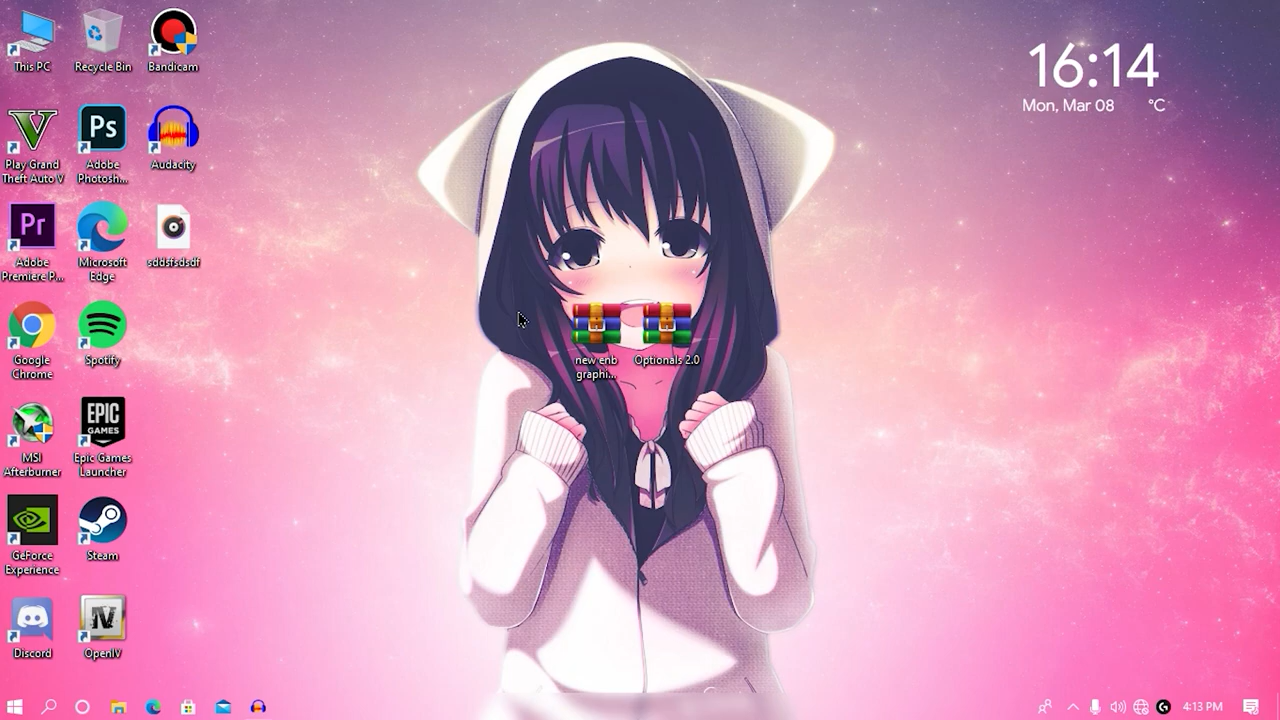 This PC
Recycle Bin
Bandicam
Play Grand
Theft Auto V
Ps
Adobe
Photosh...
Audacity
Pr
Adobe
Premiere P...
Microsoft
Edge
sddsfsdsdf
Google
Chrome
Spotify
MSI
Afterburner
EPIC
GAMES
Epic Games
Launcher
GeForce
Experience
Steam
Discord
IV
OpenIV
new enb
graphi...
Optionals 2.0
16:14
Mon, Mar 08 °C
4:13 PM